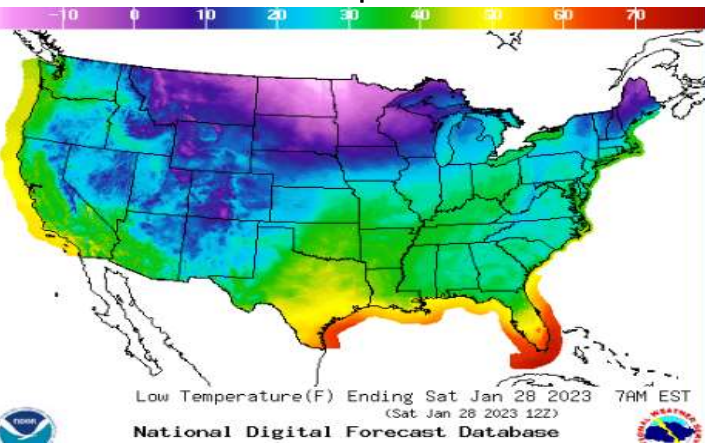 -10 0 10 20 30 40 50 60 70
Low Temperature(F) Ending Sat Jan 28 2023 7AM EST
(Sat Jan 28 2023 12Z)
National Digital Forecast Database